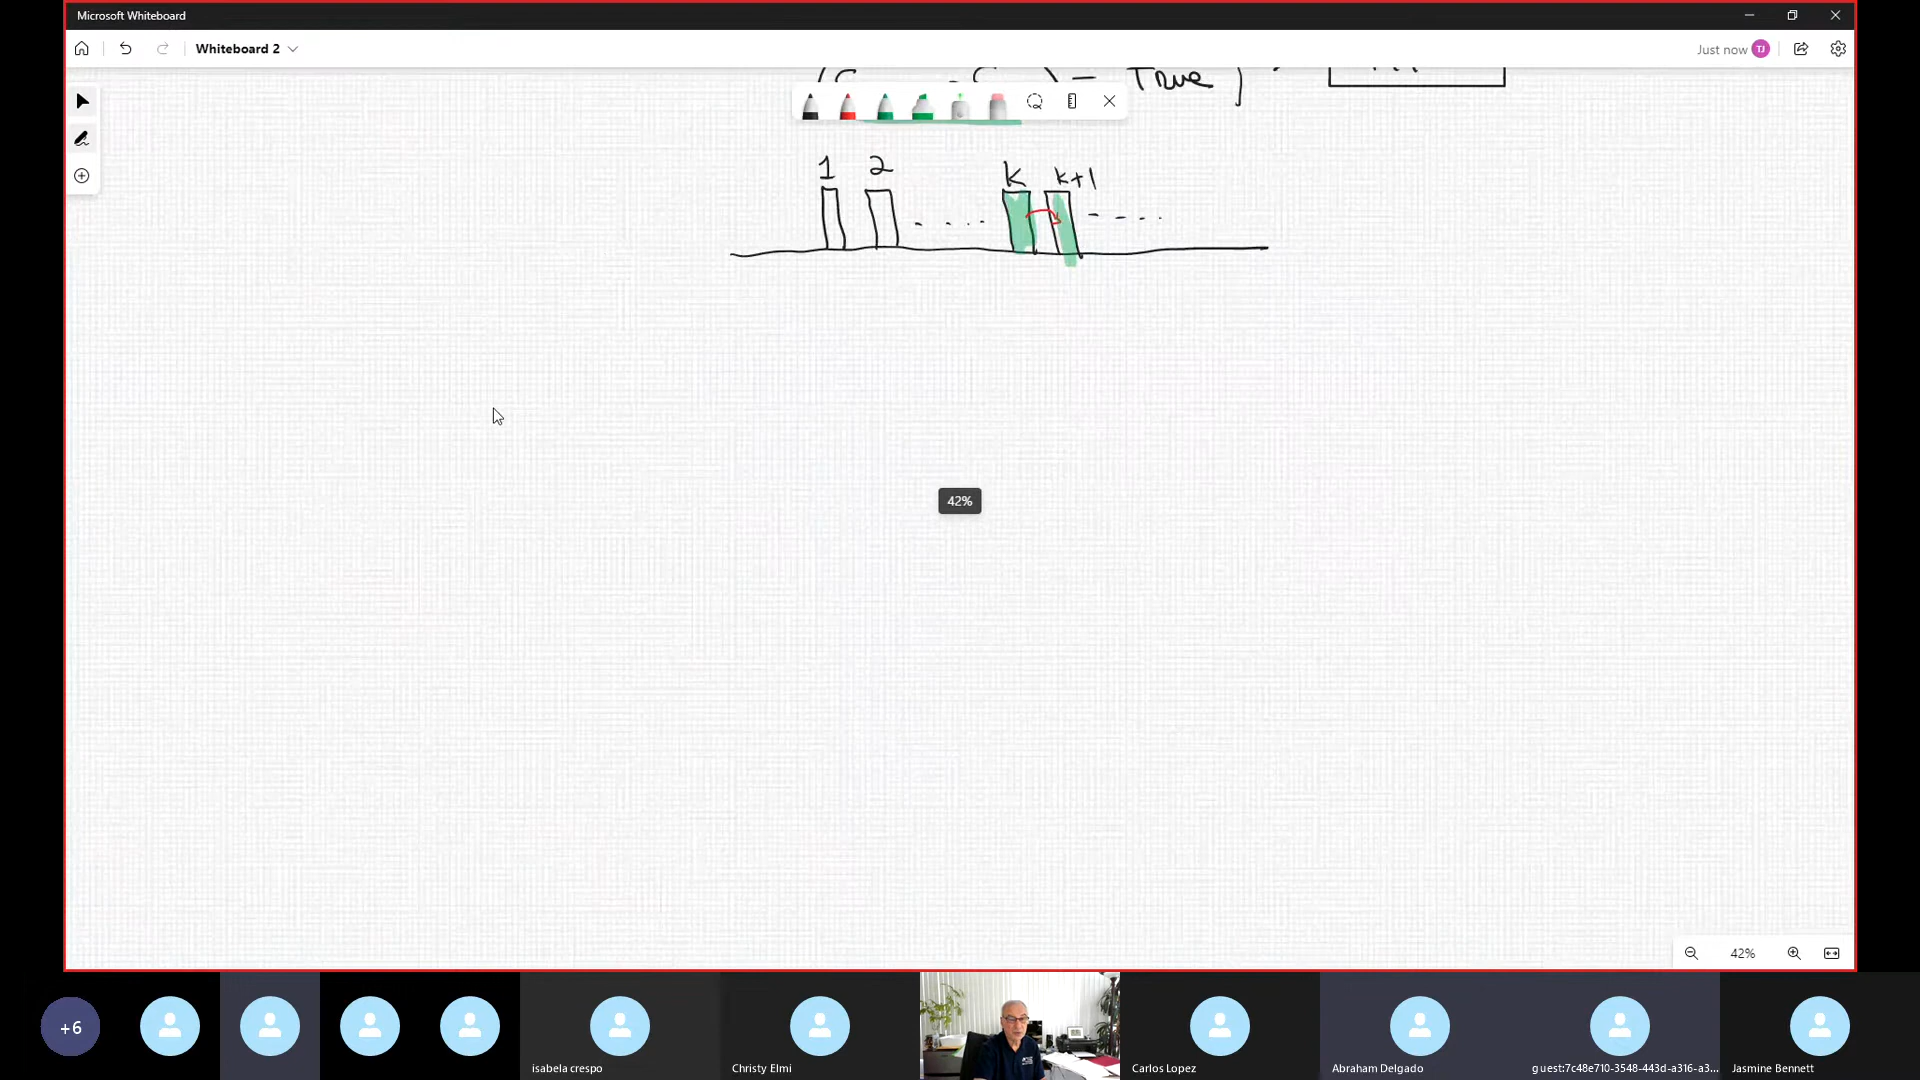 Microsoft Whiteboard
Whiteboard 2
Just now TJ
True
1 2 k k+1
42%
42%
+6
isabela crespo
Christy Elmi
Carlos Lopez
Abraham Delgado
guest:7c48e710-3548-443d-a316-a3...
Jasmine Bennett